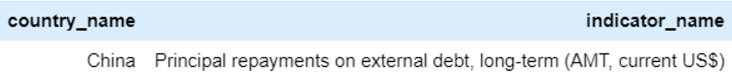 country_name indicator_name
China Principal repayments on external debt, long-term (AMT, current US$)